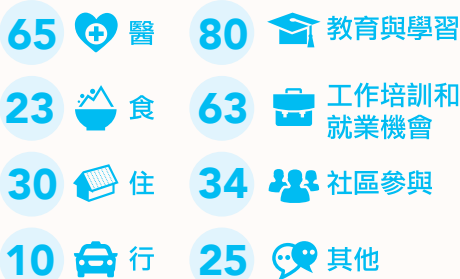 65 醫
80 教育與學習
23 食
63 工作培訓和
就業機會
30 住
34 社區參與
10 行
25 其他